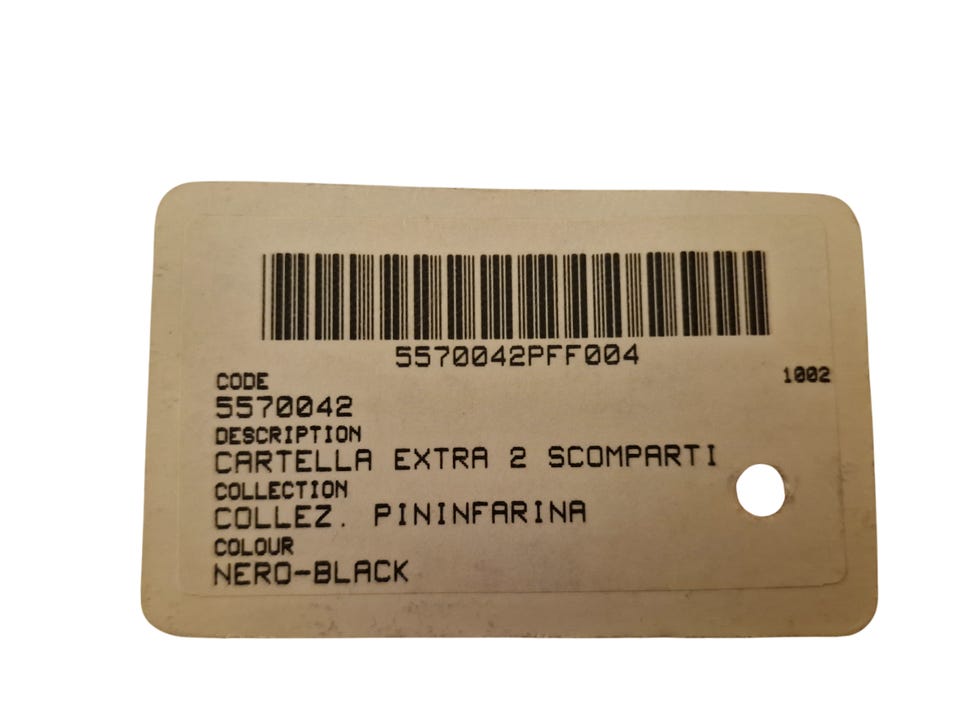 5570042PFF004
CODE
1002
5570042
DESCRIPTION
CARTELLA EXTRA 2 SCOMPARTI
COLLECTION
COLLEZ. PININFARINA
COLOUR
NERO-BLACK